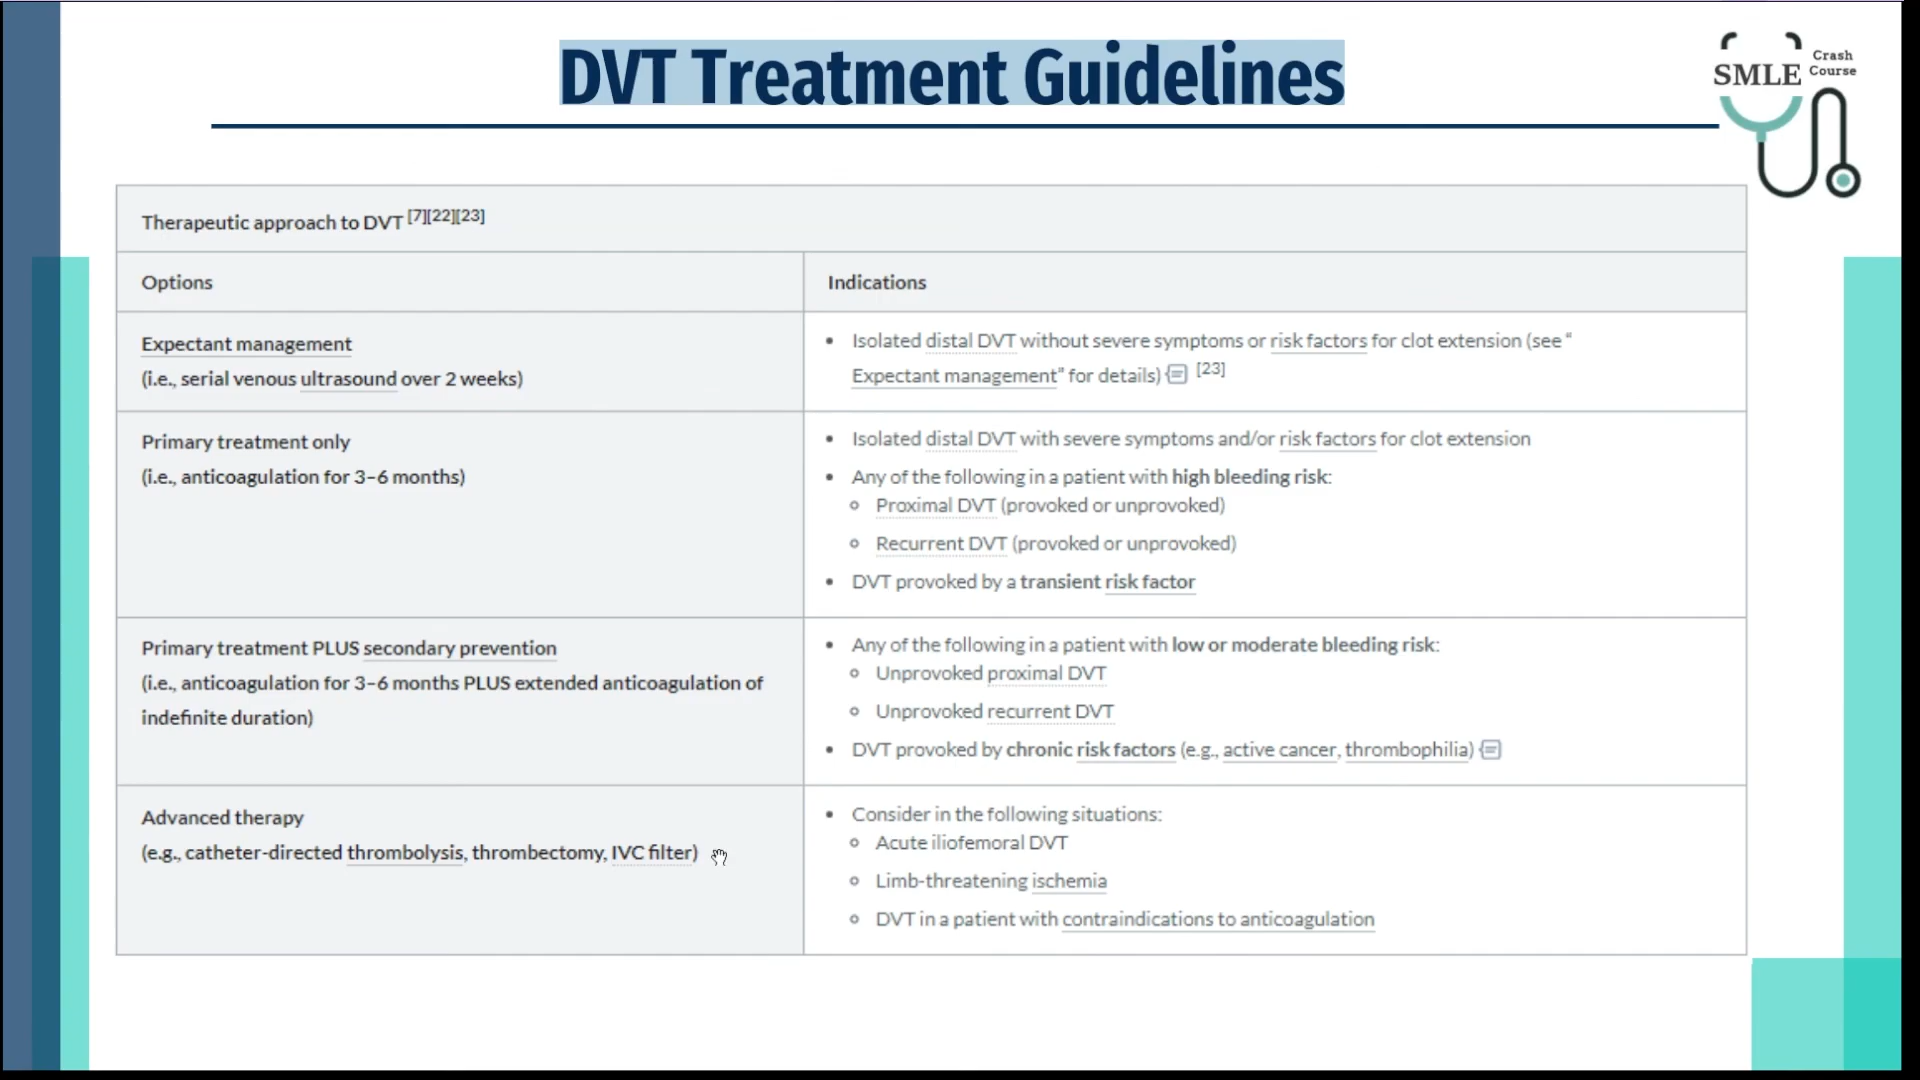 DVT Treatment Guidelines
Crash
SMLE Course
Therapeutic approach to DVT [7][22][23]
Options
Indications
Expectant management
(i.e., serial venous ultrasound over 2 weeks)
• Isolated distal DVT without severe symptoms or risk factors for clot extension (see “
Expectant management” for details) [23]
Primary treatment only
(i.e., anticoagulation for 3–6 months)
• Isolated distal DVT with severe symptoms and/or risk factors for clot extension
• Any of the following in a patient with high bleeding risk:
○ Proximal DVT (provoked or unprovoked)
○ Recurrent DVT (provoked or unprovoked)
• DVT provoked by a transient risk factor
Primary treatment PLUS secondary prevention
(i.e., anticoagulation for 3–6 months PLUS extended anticoagulation of
indefinite duration)
• Any of the following in a patient with low or moderate bleeding risk:
○ Unprovoked proximal DVT
○ Unprovoked recurrent DVT
• DVT provoked by chronic risk factors (e.g., active cancer, thrombophilia)
Advanced therapy
(e.g., catheter-directed thrombolysis, thrombectomy, IVC filter)
• Consider in the following situations:
○ Acute iliofemoral DVT
○ Limb-threatening ischemia
○ DVT in a patient with contraindications to anticoagulation